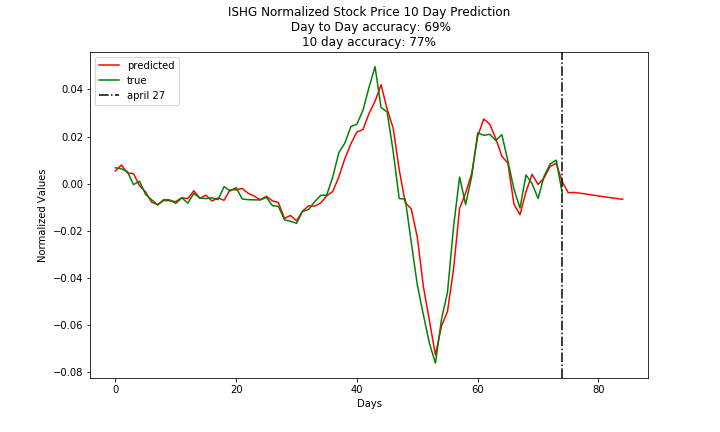 ISHG Normalized Stock Price 10 Day Prediction
Day to Day accuracy: 69%
10 day accuracy: 77%
predicted
true
april 27
Normalized Values
0.04
0.02
0.00
−0.02
−0.04
−0.06
−0.08
0
20
40
60
80
Days